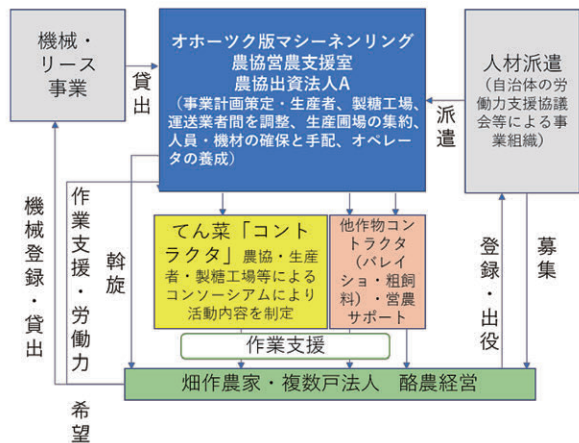 機械・
リース
事業
貸出
オホーツク版マシーネンリング
農協営農支援室
農協出資法人A
（事業計画策定・生産者、製糖工場、
運送業者間を調整、生産圃場の集約、
人員・機材の確保と手配、オペレー
タの養成）
派遣
人材派遣
（自治体の労
働力支援協議
会等による事
業組織）
機械登録・貸出
作業支援・労働力
希望
斡旋
てん菜「コント
ラクタ」農協・生産
者・製糖工場等による
コンソーシアムにより
活動内容を制定
他作物コント
ラクタ
（バレイ
ショ・粗飼
料）・営農
サポート
登録・出役
募集
作業支援
畑作農家・複数戸法人　酪農経営